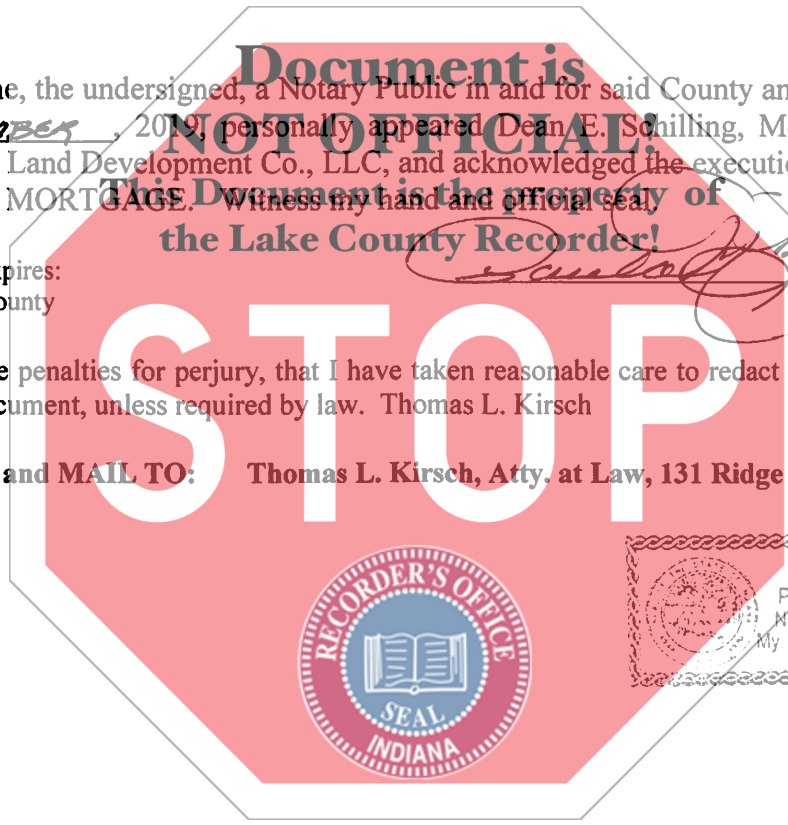 Document is
NOT OFFICIAL!
This Document is the property of
the Lake County Recorder!
e, the undersigned, a Notary Public in and for said County an
BER, 2019, personally appeared Dean E. Schilling, M
Land Development Co., LLC, and acknowledged the executi
MORTGAGE. Witness my hand and official seal
pires:
ounty
e penalties for perjury, that I have taken reasonable care to redact
cument, unless required by law. Thomas L. Kirsch
and MAIL TO: Thomas L. Kirsch, Atty. at Law, 131 Ridge
STOP
RECORDER'S OFFICE
SEAL
INDIANA
P
N
My